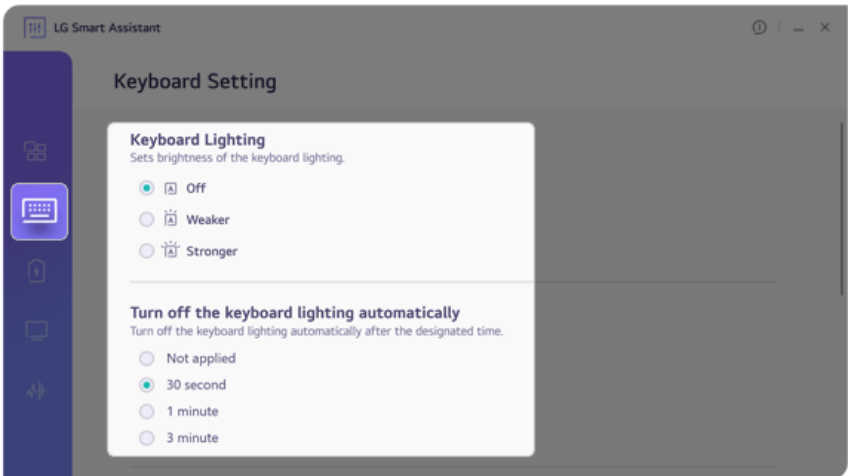 LG Smart Assistant
Keyboard Setting
Keyboard Lighting
Sets brightness of the keyboard lighting.
A Off
A Weaker
A Stronger
Turn off the keyboard lighting automatically
Turn off the keyboard lighting automatically after the designated time.
Not applied
30 second
1 minute
3 minute